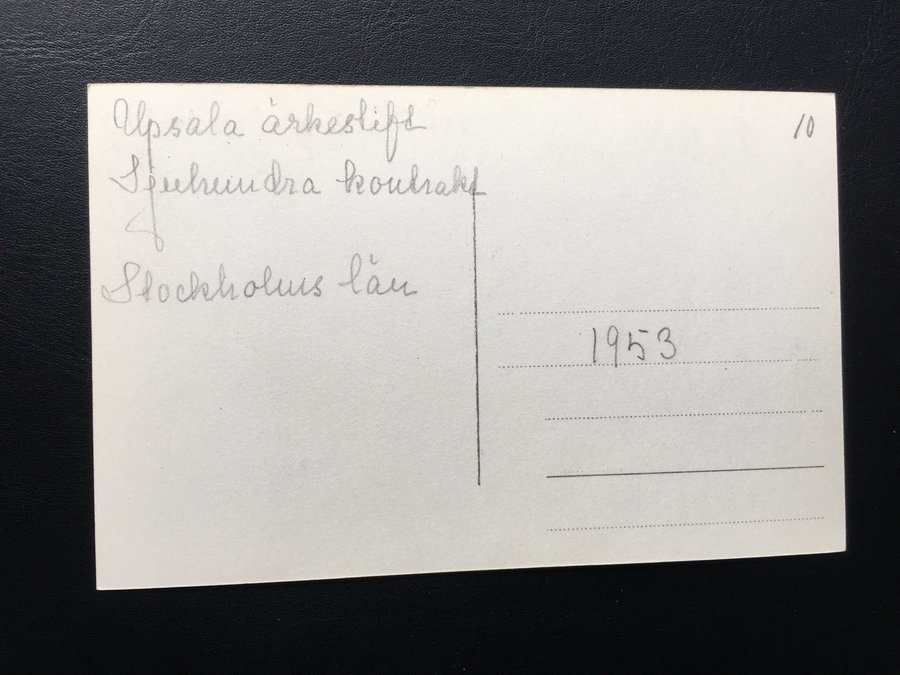 Upsala ärkestift
10
Sjuhundra kontrakt
Stockholms län
1953